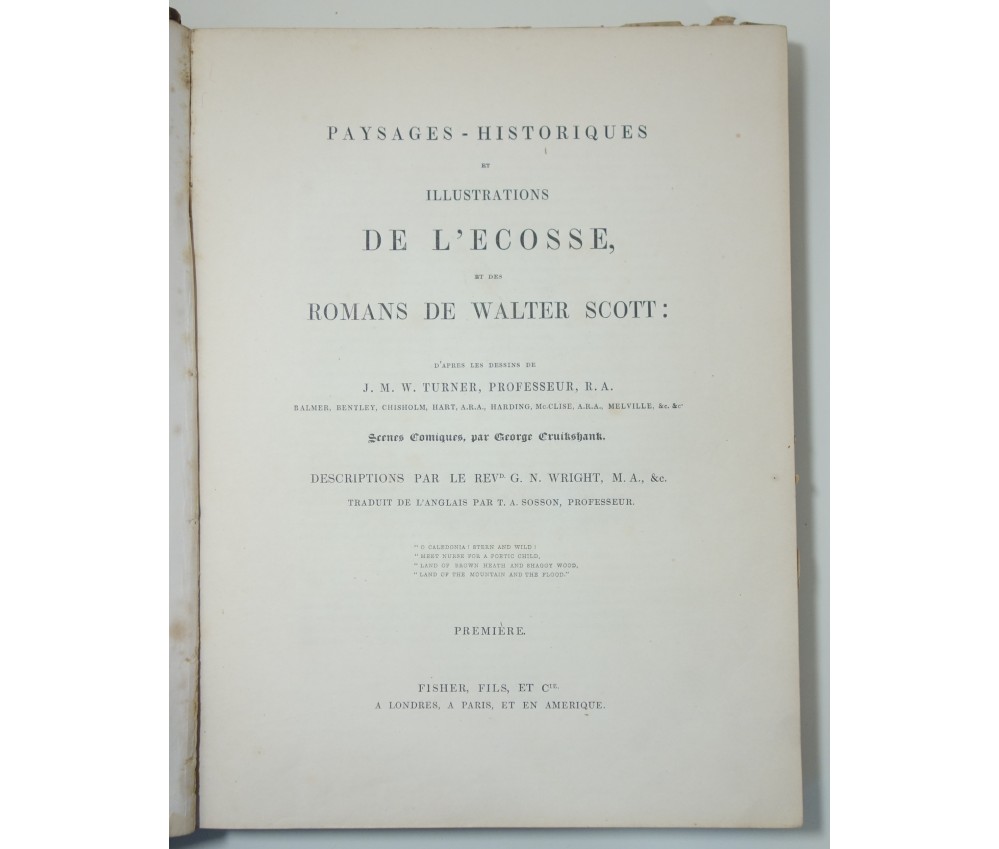 PAYSAGES - HISTORIQUES
ET
ILLUSTRATIONS
DE L'ECOSSE,
ET DES
ROMANS DE WALTER SCOTT:
D'APRES LES DESSINS DE
J. M. W. TURNER, PROFESSEUR, R. A.
BALMER, BENTLEY, CHISHOLM, HART, A.R.A., HARDING, Mc-CLISE, A.R.A., MELVILLE, &c. &c
Scenes Comiques, par George Cruikshank.
DESCRIPTIONS PAR LE REVD. G. N. WRIGHT, M. A., &c.
TRADUIT DE L'ANGLAIS PAR T. A. SOSSON, PROFESSEUR.
"O CALEDONIA! STERN AND WILD!
"MEET NURSE FOR A POETIC CHILD,
"LAND OF BROWN HEATH AND SHAGGY WOOD,
"LAND OF THE MOUNTAIN AND THE FLOOD."
PREMIÈRE.
FISHER, FILS, ET CIE.
A LONDRES, A PARIS, ET EN AMERIQUE.